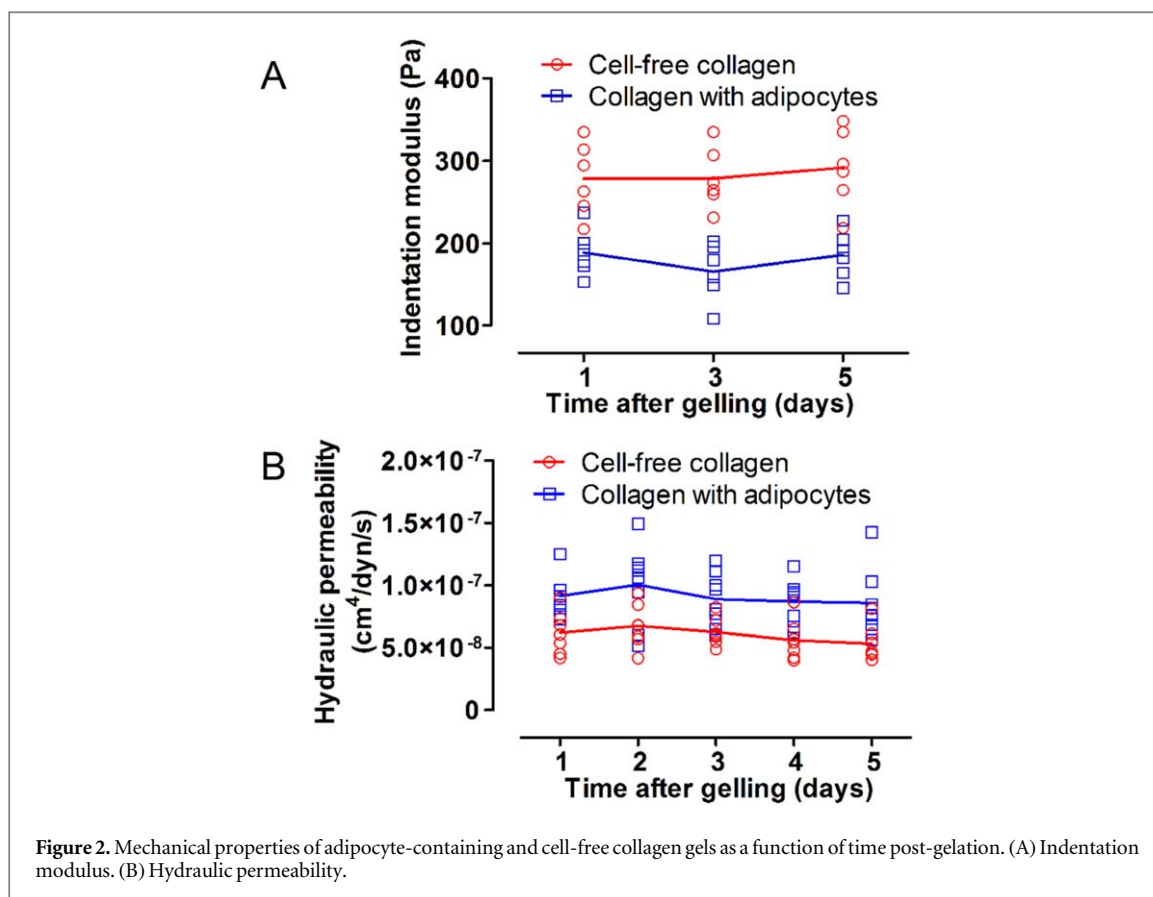 A
Indentation modulus (Pa)
Cell-free collagen
Collagen with adipocytes
400
300
200
100
1 3 5
Time after gelling (days)
B
Hydraulic permeability
(cm⁴/dyn/s)
Cell-free collagen
Collagen with adipocytes
2.0×10⁻⁷
1.5×10⁻⁷
1.0×10⁻⁷
5.0×10⁻⁸
0
1 2 3 4 5
Time after gelling (days)
Figure 2. Mechanical properties of adipocyte-containing and cell-free collagen gels as a function of time post-gelation. (A) Indentation
modulus. (B) Hydraulic permeability.